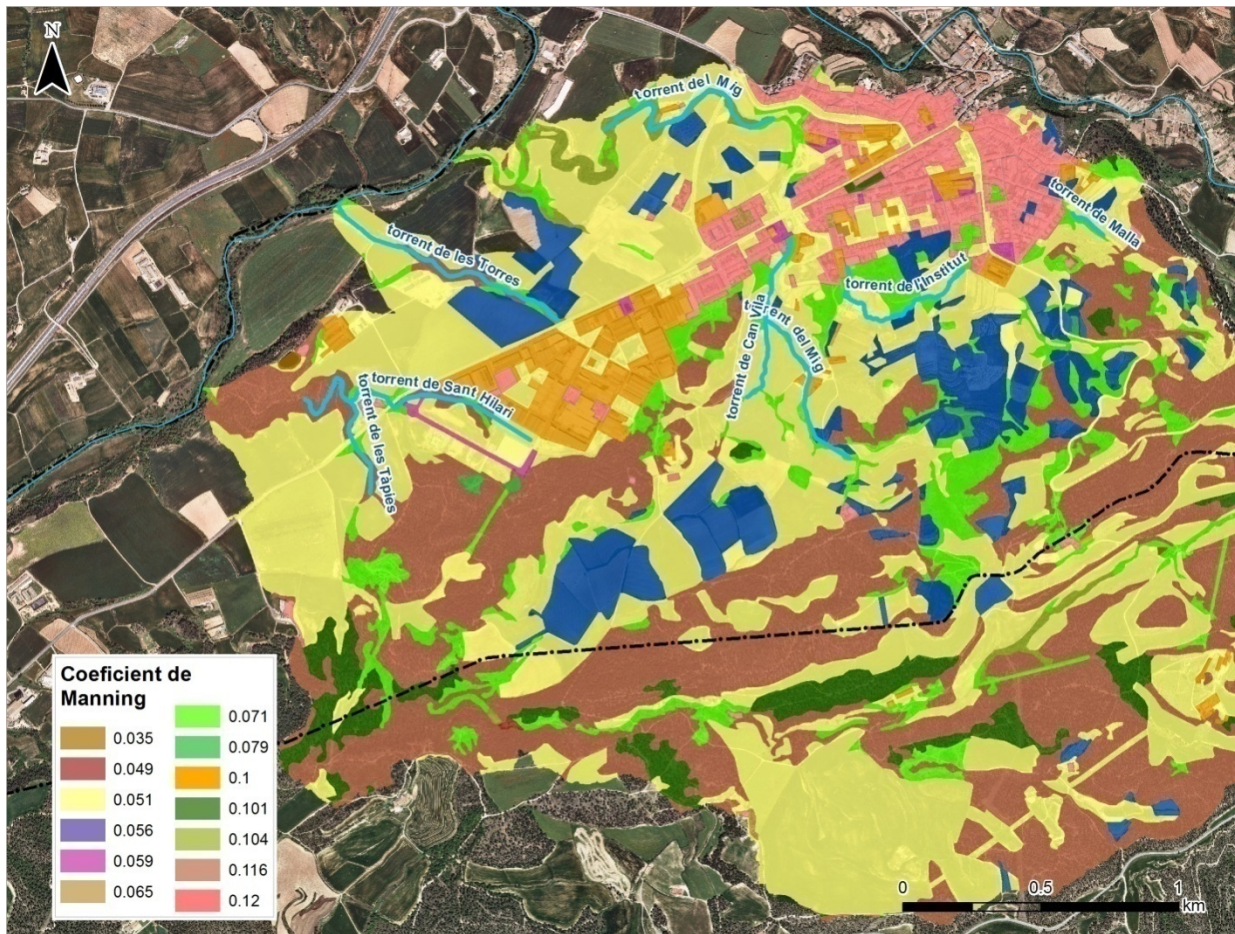 N
torrent del Mig
torrent de Malla
torrent de les Torres
torrent de l'Institut
torrent de Can Vila
torrent del Mig
torrent de Sant Hilari
torrent de les Tàpies
Coeficient de
Manning
0.035
0.049
0.051
0.056
0.059
0.065
0.071
0.079
0.1
0.101
0.104
0.116
0.12
0 0.5 1
km